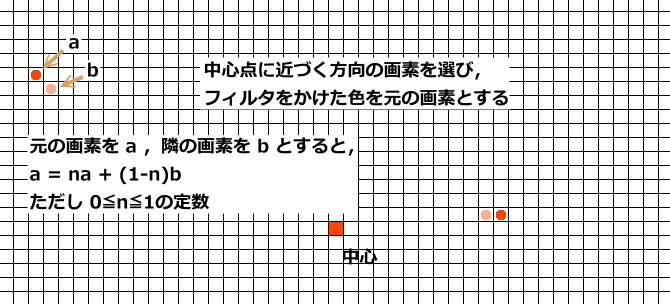 a
b
中心点に近づく方向の画素を選び，
フィルタをかけた色を元の画素とする
元の画素を a ，隣の画素を b とすると，
a = na + (1-n)b
ただし 0≦n≦1の定数
中心